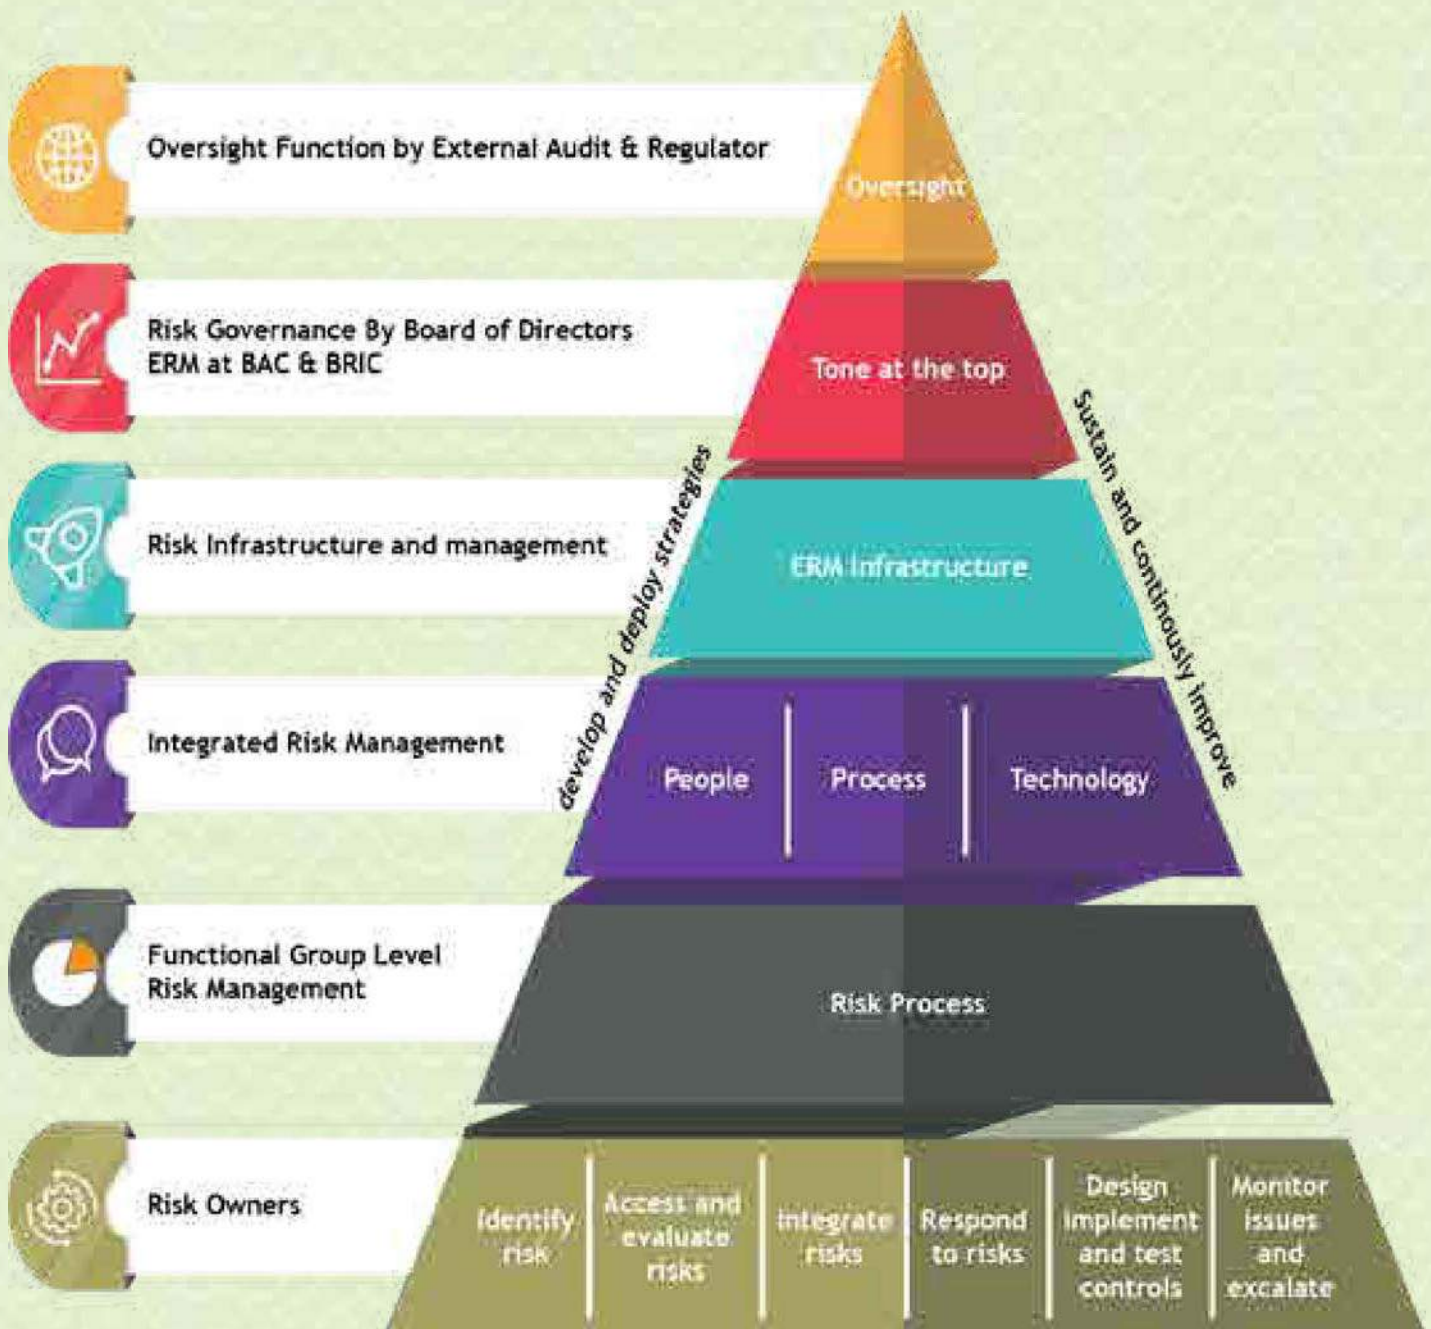 Oversight Function by External Audit & Regulator
Oversight
Risk Governance By Board of Directors
ERM at BAC & BRIC
Tone at the top
Risk Infrastructure and management
ERM Infrastructure
develop and deploy strategies
Sustain and continously improve
Integrated Risk Management
People
Process
Technology
Functional Group Level
Risk Management
Risk Process
Risk Owners
Identify
risk
Access and
evaluate
risks
Integrate
risks
Respond
to risks
Design
implement
and test
controls
Monitor
issues
and
excalate